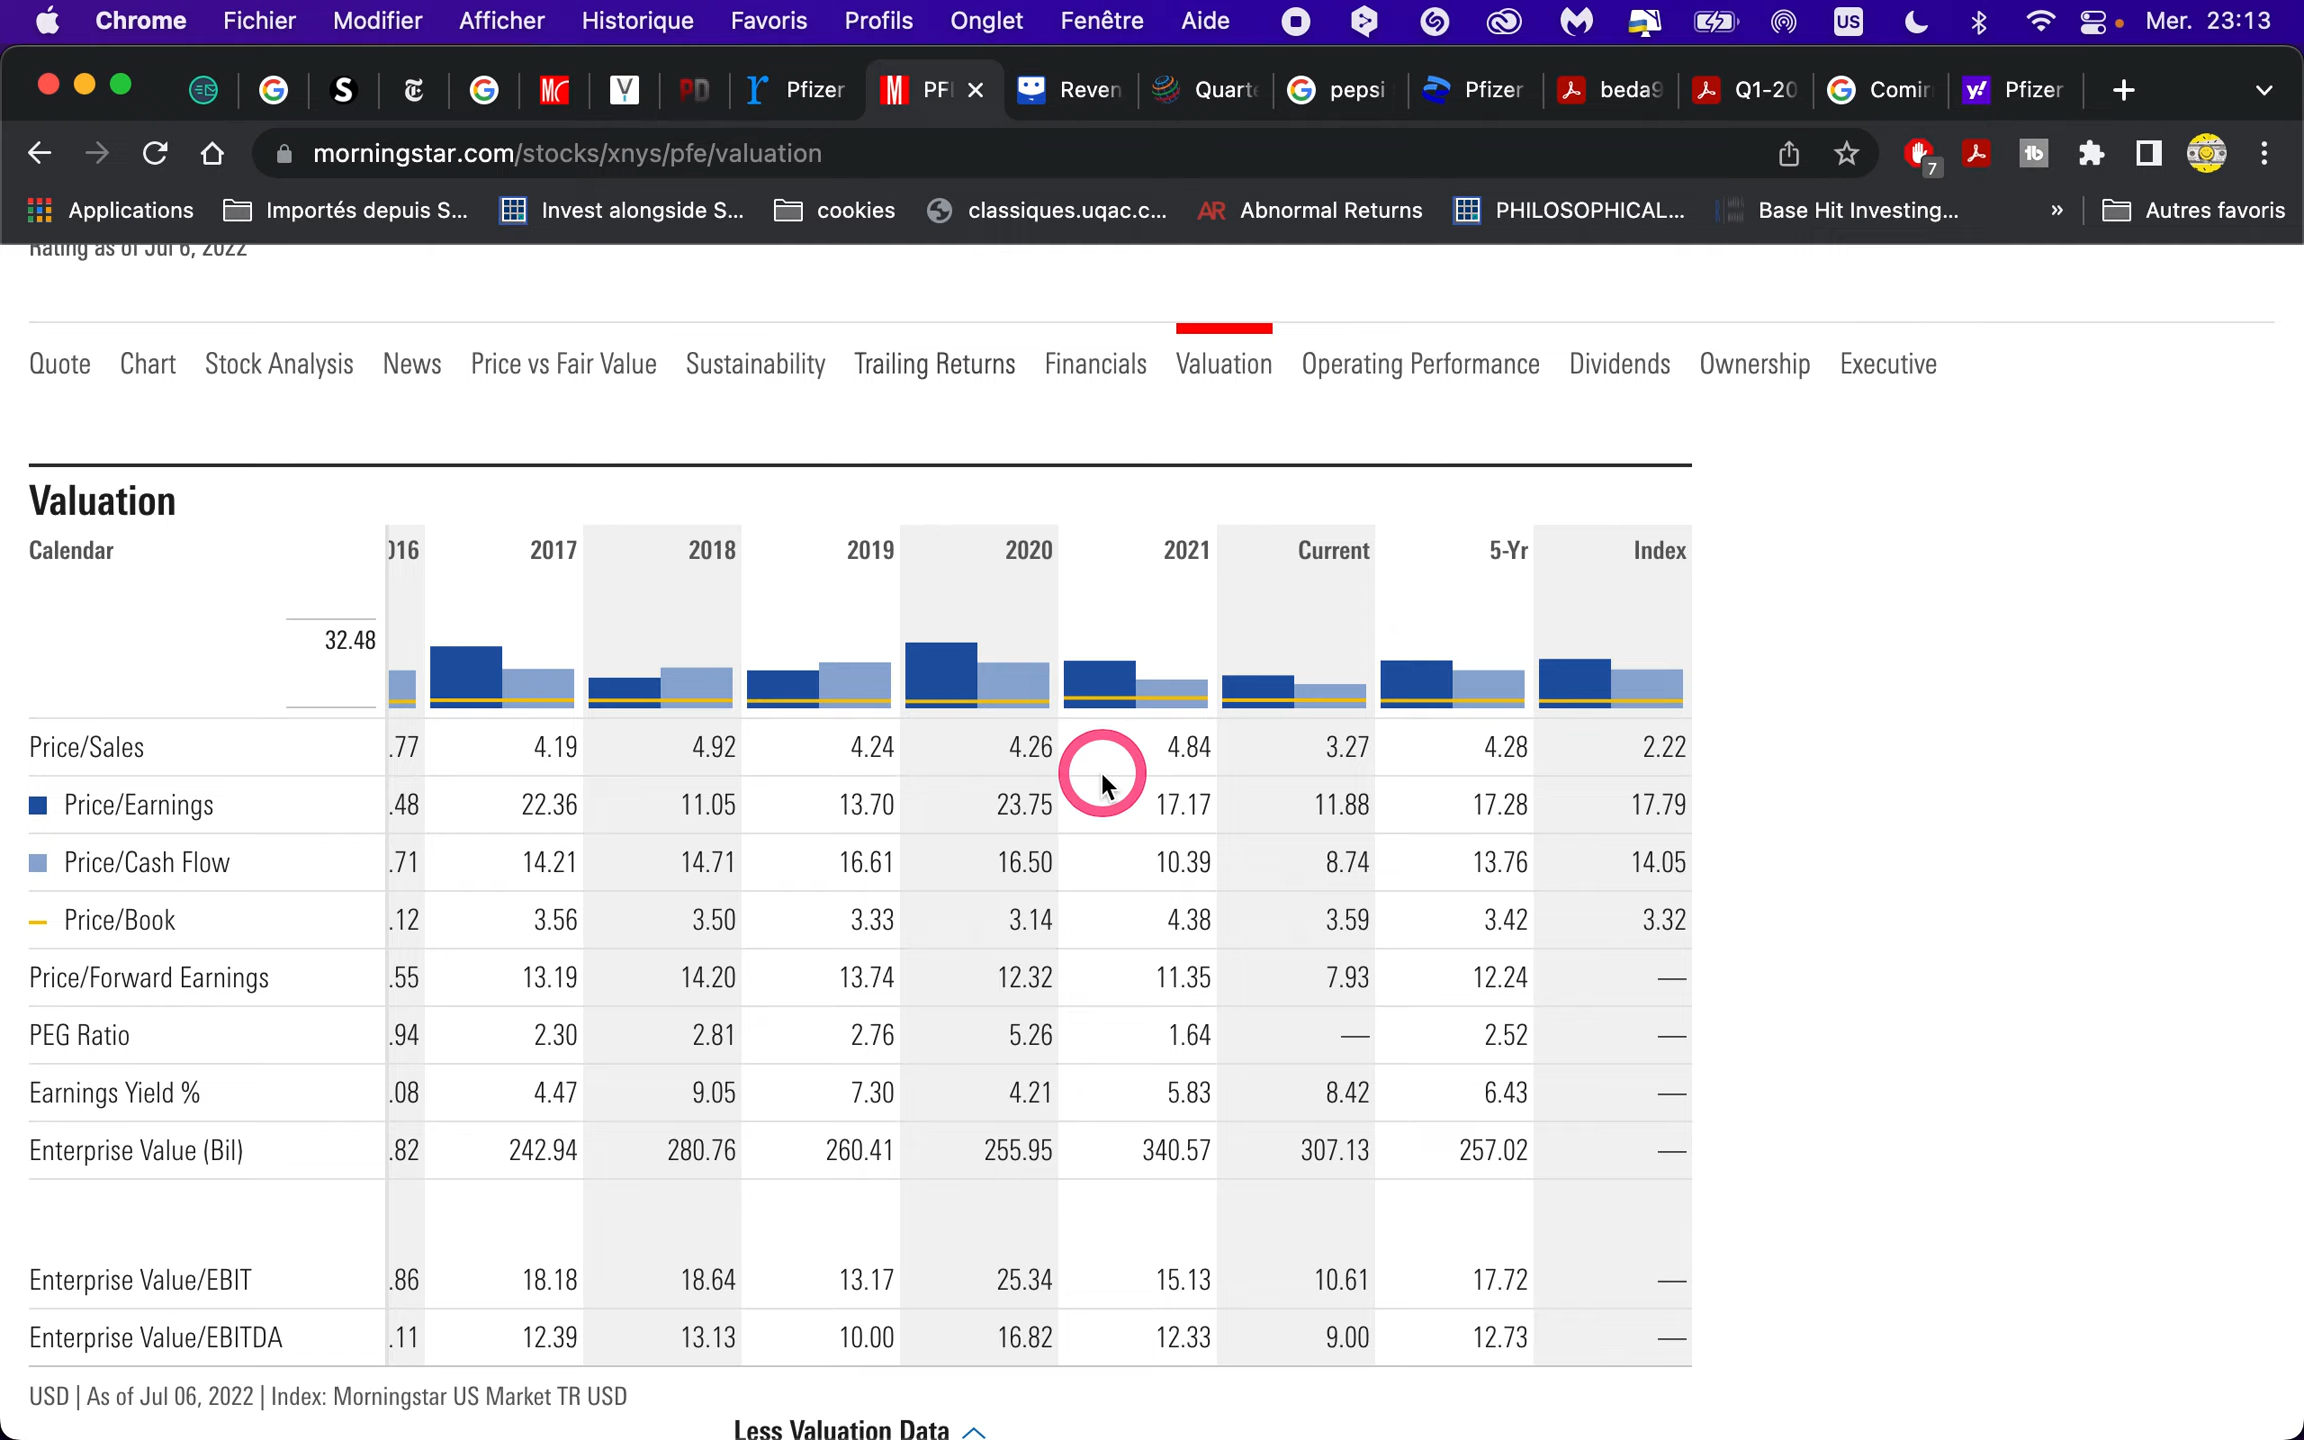 Chrome Fichier Modifier Afficher Historique Favoris Profils Onglet Fenêtre Aide US Mer. 23:13
Pfizer PFI Reven Quarte pepsi Pfizer beda9 Q1-20 Comir Pfizer
morningstar.com/stocks/xnys/pfe/valuation 7
Applications Importés depuis S... Invest alongside S... cookies classiques.uqac.c... AR Abnormal Returns PHILOSOPHICAL... Base Hit Investing... » Autres favoris
Rating as of Jul 6, 2022
Quote Chart Stock Analysis News Price vs Fair Value Sustainability Trailing Returns Financials Valuation Operating Performance Dividends Ownership Executive
Valuation
Calendar 016 2017 2018 2019 2020 2021 Current 5-Yr Index
32.48
Price/Sales .77 4.19 4.92 4.24 4.26 4.84 3.27 4.28 2.22
Price/Earnings .48 22.36 11.05 13.70 23.75 17.17 11.88 17.28 17.79
Price/Cash Flow .71 14.21 14.71 16.61 16.50 10.39 8.74 13.76 14.05
Price/Book .12 3.56 3.50 3.33 3.14 4.38 3.59 3.42 3.32
Price/Forward Earnings .55 13.19 14.20 13.74 12.32 11.35 7.93 12.24 —
PEG Ratio .94 2.30 2.81 2.76 5.26 1.64 — 2.52 —
Earnings Yield % .08 4.47 9.05 7.30 4.21 5.83 8.42 6.43 —
Enterprise Value (Bil) .82 242.94 280.76 260.41 255.95 340.57 307.13 257.02 —
Enterprise Value/EBIT .86 18.18 18.64 13.17 25.34 15.13 10.61 17.72 —
Enterprise Value/EBITDA .11 12.39 13.13 10.00 16.82 12.33 9.00 12.73 —
USD | As of Jul 06, 2022 | Index: Morningstar US Market TR USD
Less Valuation Data